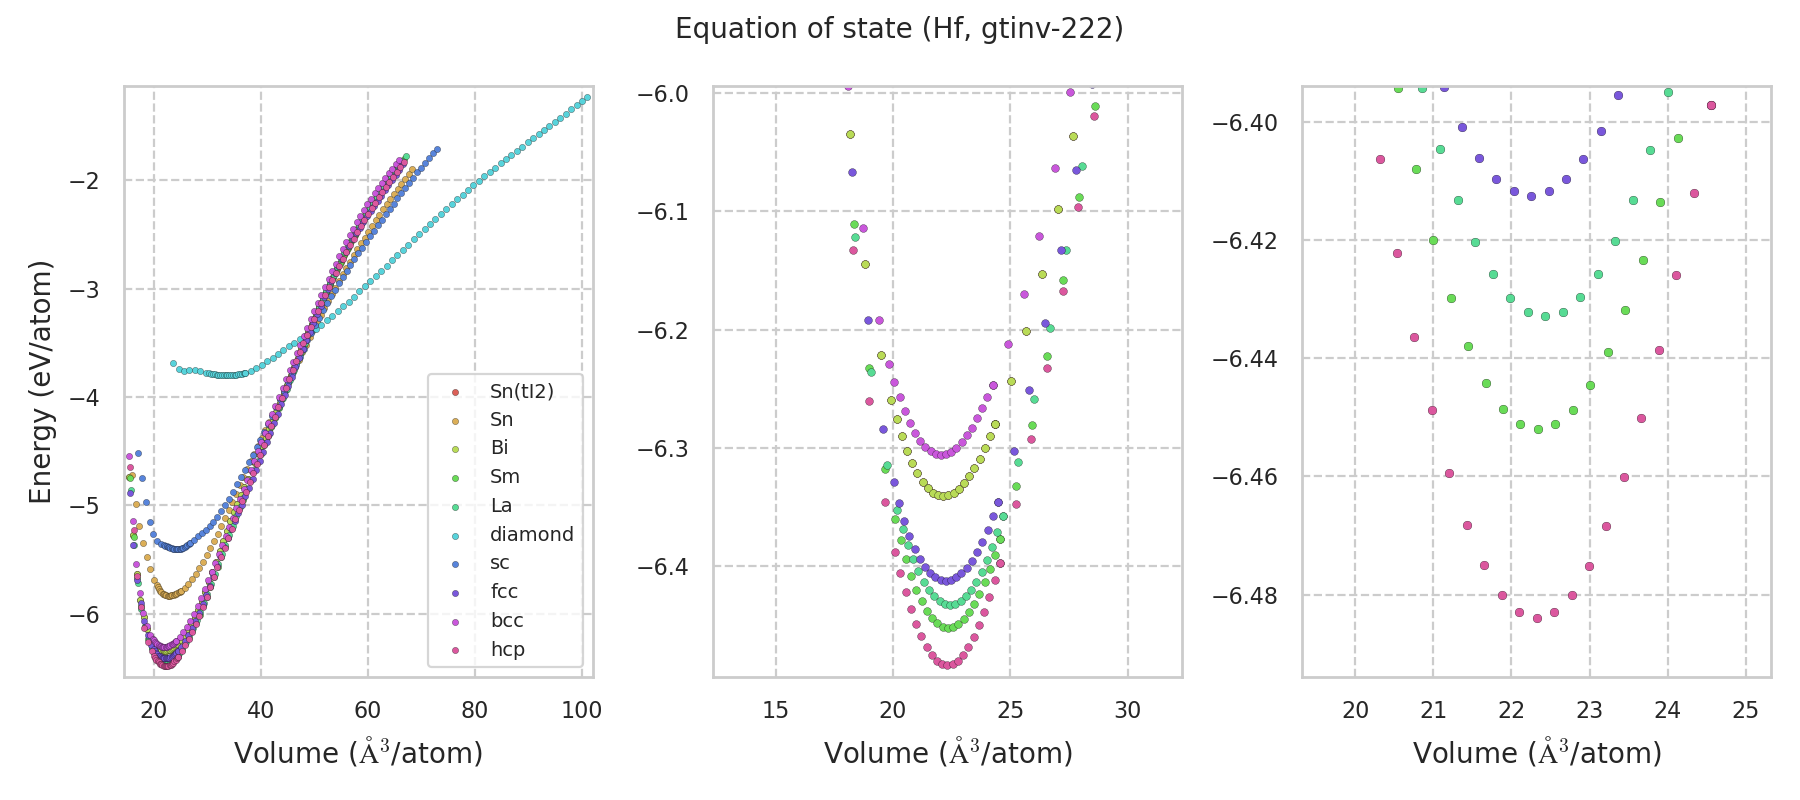 Equation of state (Hf, gtinv-222)
Energy (eV/atom)
−2
−3
−4
−5
−6
20 40 60 80 100
Volume (Å³/atom)
Sn(tI2)
Sn
Bi
Sm
La
diamond
sc
fcc
bcc
hcp
−6.0
−6.1
−6.2
−6.3
−6.4
15 20 25 30
Volume (Å³/atom)
−6.40
−6.42
−6.44
−6.46
−6.48
20 21 22 23 24 25
Volume (Å³/atom)